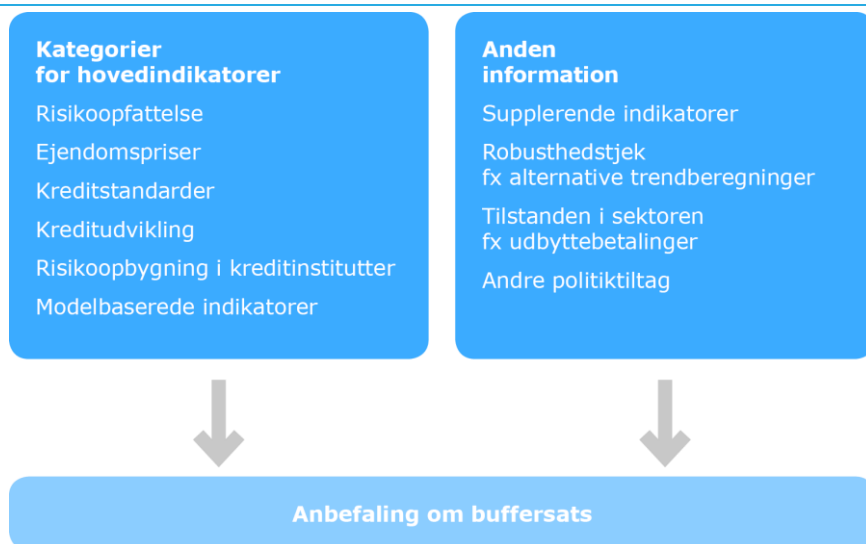 Kategorier
for hovedindikatorer
Risikoopfattelse
Ejendomspriser
Kreditstandarder
Kreditudvikling
Risikoopbygning i kreditinstitutter
Modelbaserede indikatorer
Anden
information
Supplerende indikatorer
Robusthedstjek
fx alternative trendberegninger
Tilstanden i sektoren
fx udbyttebetalinger
Andre politiktiltag
Anbefaling om buffersats